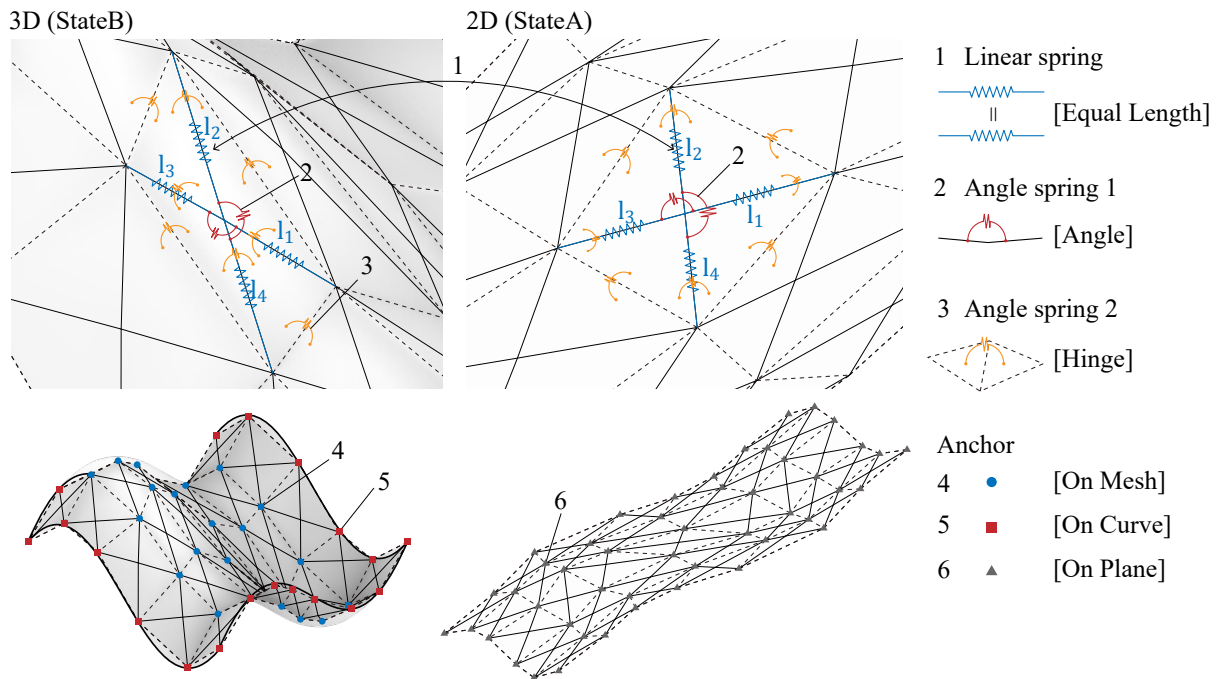 3D (StateB)
2D (StateA)
1
l2
l3
2
l1
l4
3
l2
2
l3
l1
l4
1 Linear spring
=
[Equal Length]
2 Angle spring 1
[Angle]
3 Angle spring 2
[Hinge]
4
5
6
Anchor
4 [On Mesh]
5 [On Curve]
6 [On Plane]